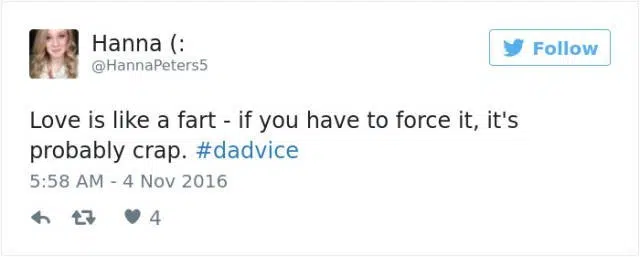 Hanna (:
@HannaPeters5
Follow
Love is like a fart - if you have to force it, it's
probably crap. #dadvice
5:58 AM - 4 Nov 2016
4